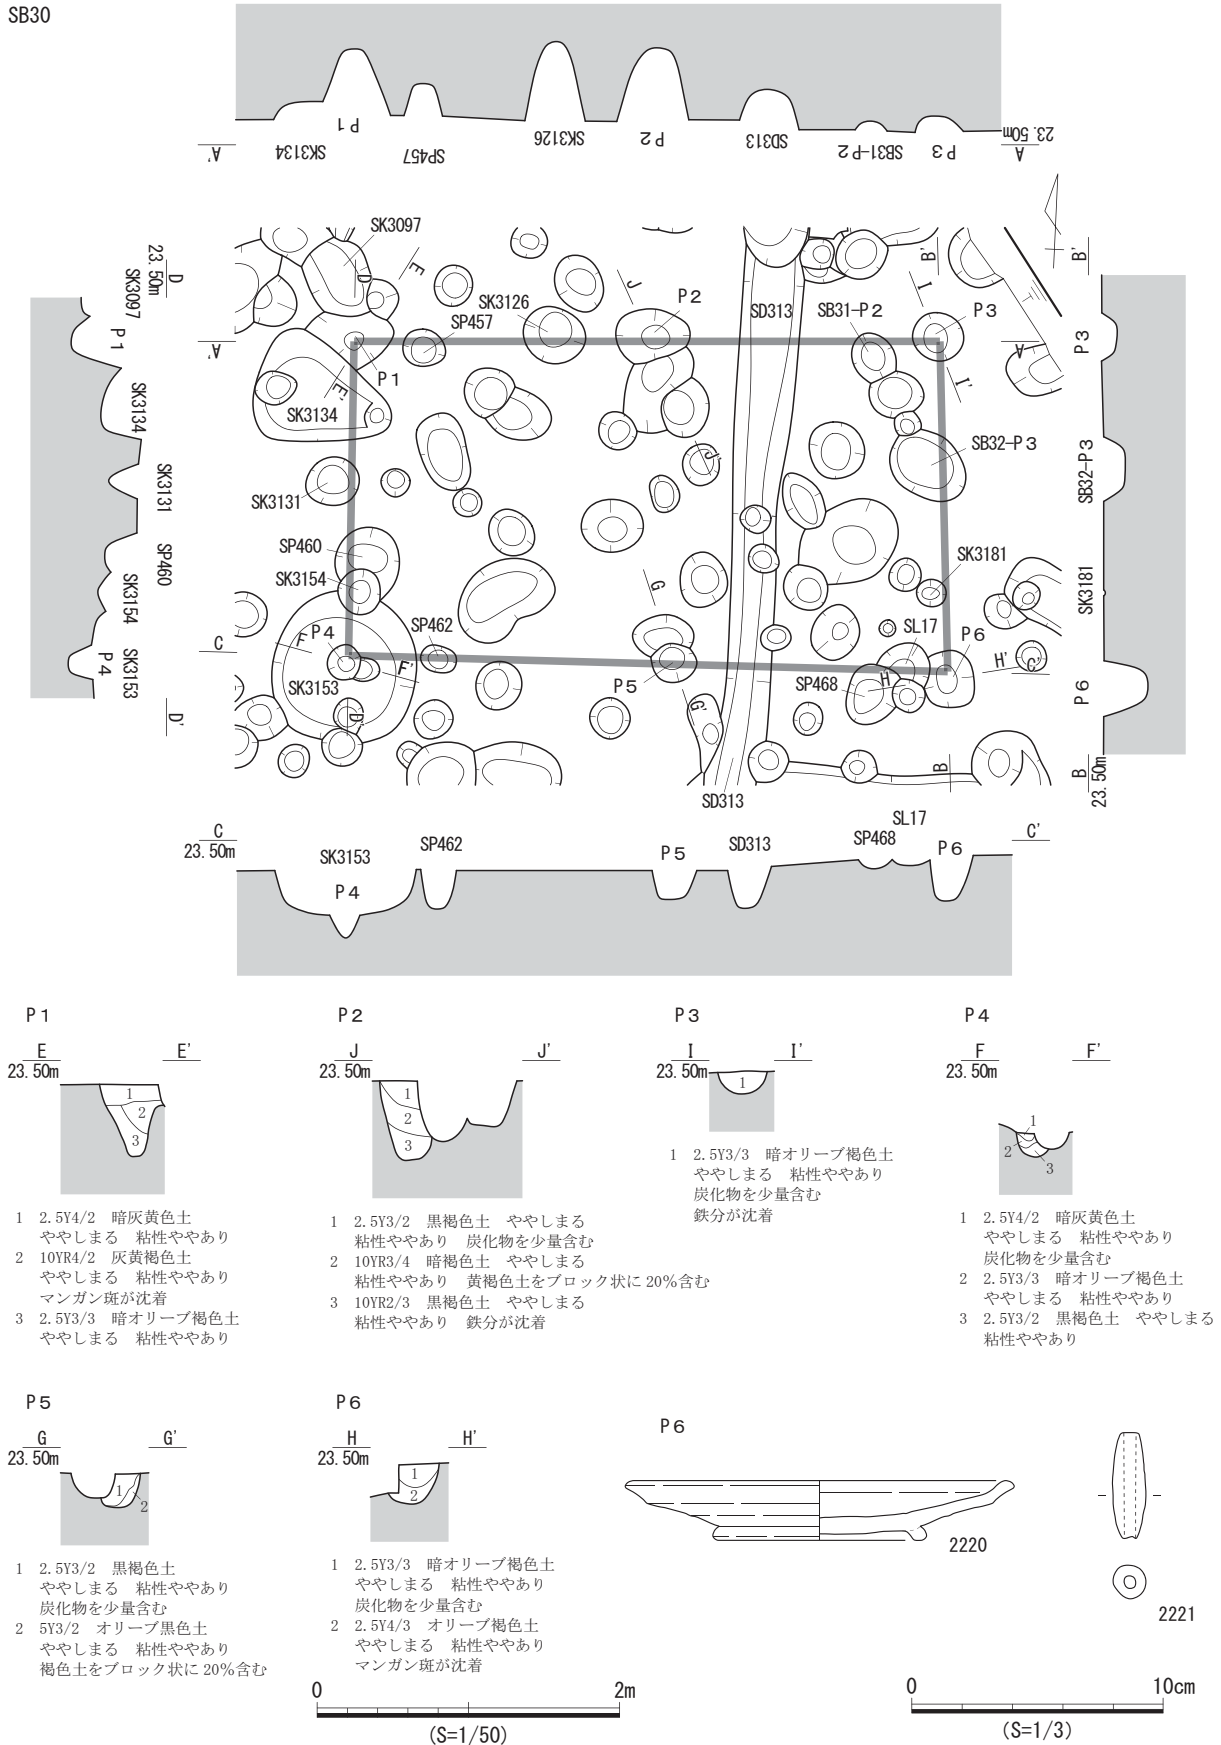 SB30
P1
P2
P3
SK3134
SP457
SK3126
SD313
SB31-P2
23.50m
A'
A
SK3097
E
D
J
B'
B'
I
D
23.50m
SK3097
P1
SK3134
SK3131
SP460
SK3154
P4
SK3153
D'
SK3126
SP457
P2
SD313
SB31-P2
P3
A'
A
P1
E'
I'
SK3134
P3
SB32-P3
J'
SK3131
SB32-P3
SP460
SK3181
SK3154
G
SK3181
P4
SP462
SL17
P6
C
F
F'
H'
C'
P5
SP468
H
SK3153
P6
D'
G'
B
B
23.50m
SD313
C
23.50m
SK3153
SP462
P5
SD313
SP468
SL17
P6
C'
P4
P1
P2
P3
P4
E
E'
J
J'
I
I'
F
F'
23.50m
23.50m
23.50m
23.50m
1
2
3
1
2
3
1
1
2
3
1 2.5Y4/2 暗灰黄色土
ややしまる 粘性ややあり
2 10YR4/2 灰黄褐色土
ややしまる 粘性ややあり
マンガン斑が沈着
3 2.5Y3/3 暗オリーブ褐色土
ややしまる 粘性ややあり
1 2.5Y3/2 黒褐色土 ややしまる
粘性ややあり 炭化物を少量含む
2 10YR3/4 暗褐色土 ややしまる
粘性ややあり 黄褐色土をブロック状に20%含む
3 10YR2/3 黒褐色土 ややしまる
粘性ややあり 鉄分が沈着
1 2.5Y3/3 暗オリーブ褐色土
ややしまる 粘性ややあり
炭化物を少量含む
鉄分が沈着
1 2.5Y4/2 暗灰黄色土
ややしまる 粘性ややあり
炭化物を少量含む
2 2.5Y3/3 暗オリーブ褐色土
ややしまる 粘性ややあり
3 2.5Y3/2 黒褐色土 ややしまる
粘性ややあり
P5
P6
P6
G
G'
H
H'
23.50m
23.50m
1
2
1
2
1 2.5Y3/2 黒褐色土
ややしまる 粘性ややあり
炭化物を少量含む
2 5Y3/2 オリーブ黒色土
ややしまる 粘性ややあり
褐色土をブロック状に20%含む
1 2.5Y3/3 暗オリーブ褐色土
ややしまる 粘性ややあり
炭化物を少量含む
2 2.5Y4/3 オリーブ褐色土
ややしまる 粘性ややあり
マンガン斑が沈着
2220
2221
0
2m
(S=1/50)
0
10cm
(S=1/3)